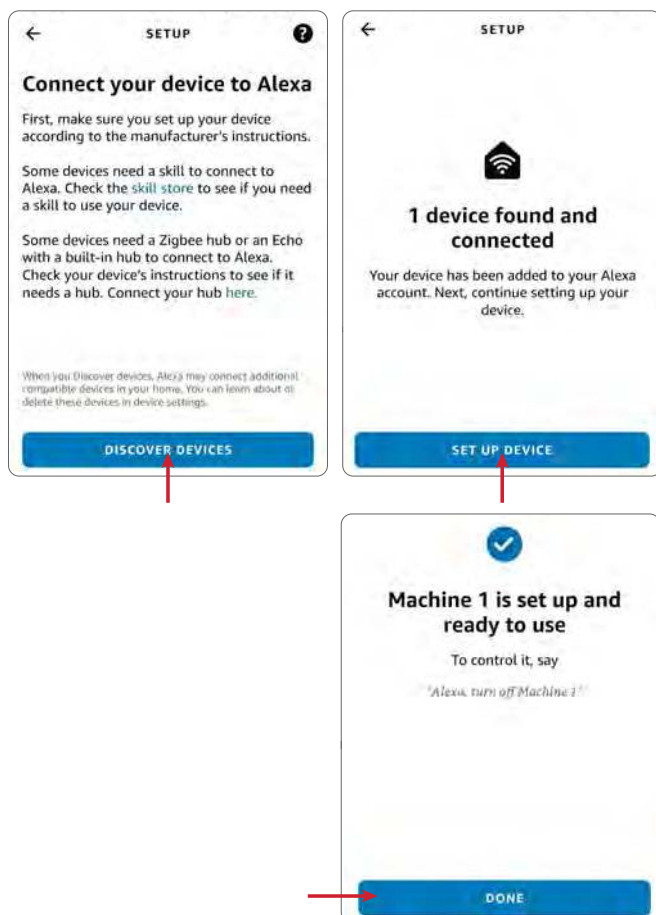 SETUP
?
Connect your device to Alexa
First, make sure you set up your device
according to the manufacturer's instructions.
Some devices need a skill to connect to
Alexa. Check the skill store to see if you need
a skill to use your device.
Some devices need a Zigbee hub or an Echo
with a built-in hub to connect to Alexa.
Check your device's instructions to see if it
needs a hub. Connect your hub here.
When you Discover devices, Alexa may connect additional
compatible devices in your home. You can learn about or
delete these devices in device settings.
DISCOVER DEVICES
SETUP
1 device found and
connected
Your device has been added to your Alexa
account. Next, continue setting up your
device.
SET UP DEVICE
Machine 1 is set up and
ready to use
To control it, say
"Alexa, turn off Machine 1"
DONE